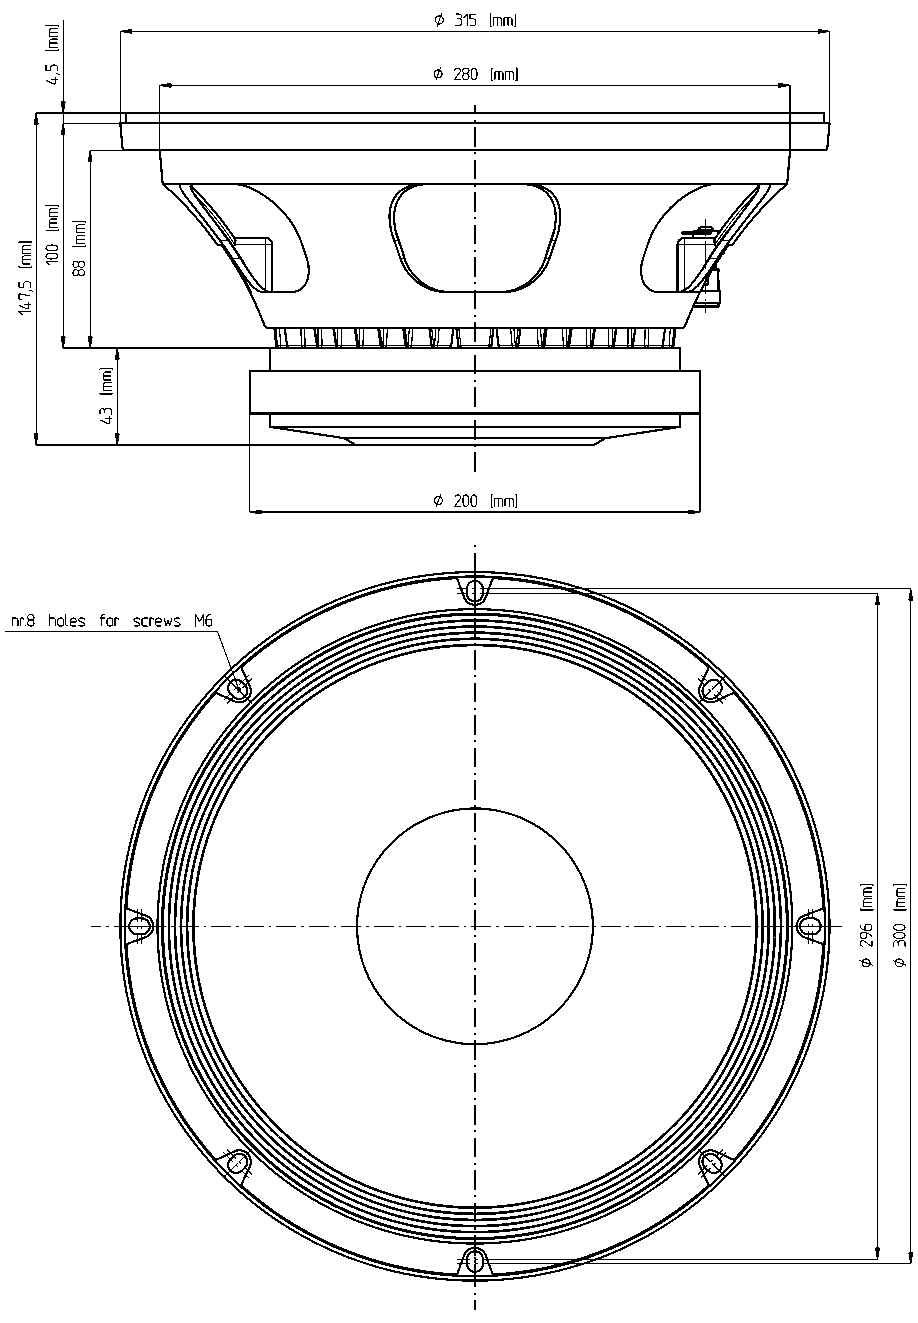 ϕ 315 [mm]
4,5 [mm]
ϕ 280 [mm]
147,5 [mm]
100 [mm]
88 [mm]
43 [mm]
ϕ 200 [mm]
nr.8 holes for screws M6
ϕ 296 [mm]
ϕ 300 [mm]